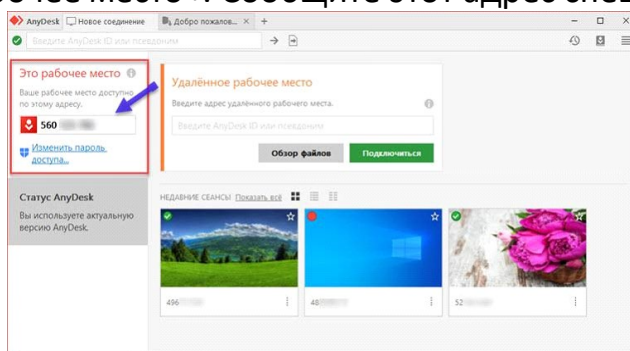 AnyDesk Новое соединение Добро пожалов...
Введите AnyDesk ID или псевдоним
Это рабочее место
Ваше рабочее место доступно
по этому адресу.
560
Изменить пароль
доступа...
Статус AnyDesk
Вы используете актуальную
версию AnyDesk.
Удалённое рабочее место
Введите адрес удалённого рабочего места.
Введите AnyDesk ID или псевдоним
Обзор файлов Подключиться
НЕДАВНИЕ СЕАНСЫ Показать всё
496
48
52